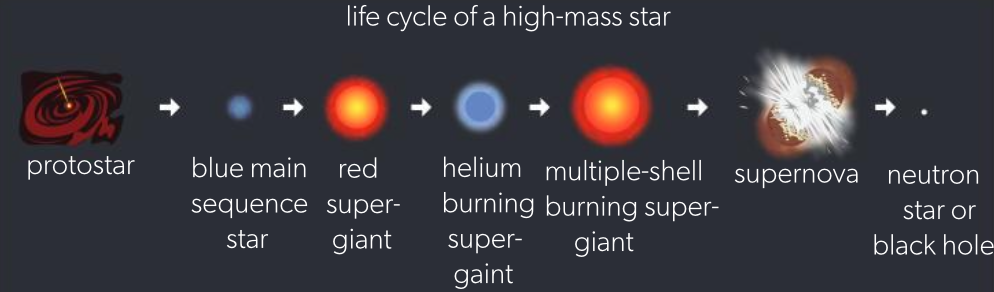 life cycle of a high-mass star
protostar
blue main
sequence
star
red
super-
giant
helium
burning
super-
gaint
multiple-shell
burning super-
giant
supernova
neutron
star or
black hole